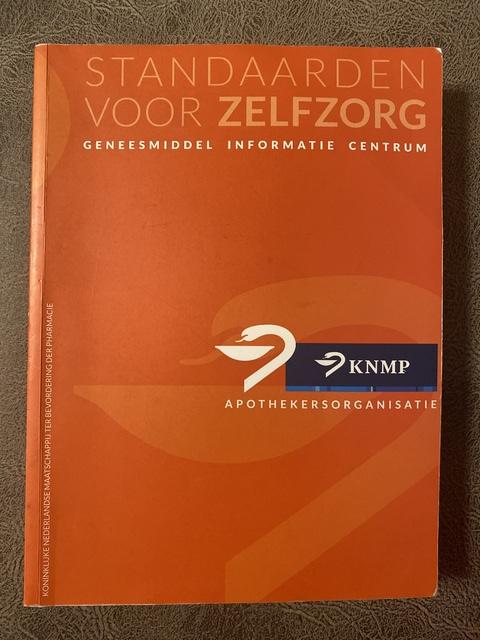 STANDAARDEN
VOOR ZELFZORG
GENEESMIDDEL INFORMATIE CENTRUM
KNMP
APOTHEKERSORGANISATIE
KONINKLIJKE NEDERLANDSE MAATSCHAPPIJ TER BEVORDERING DER PHARMACIE